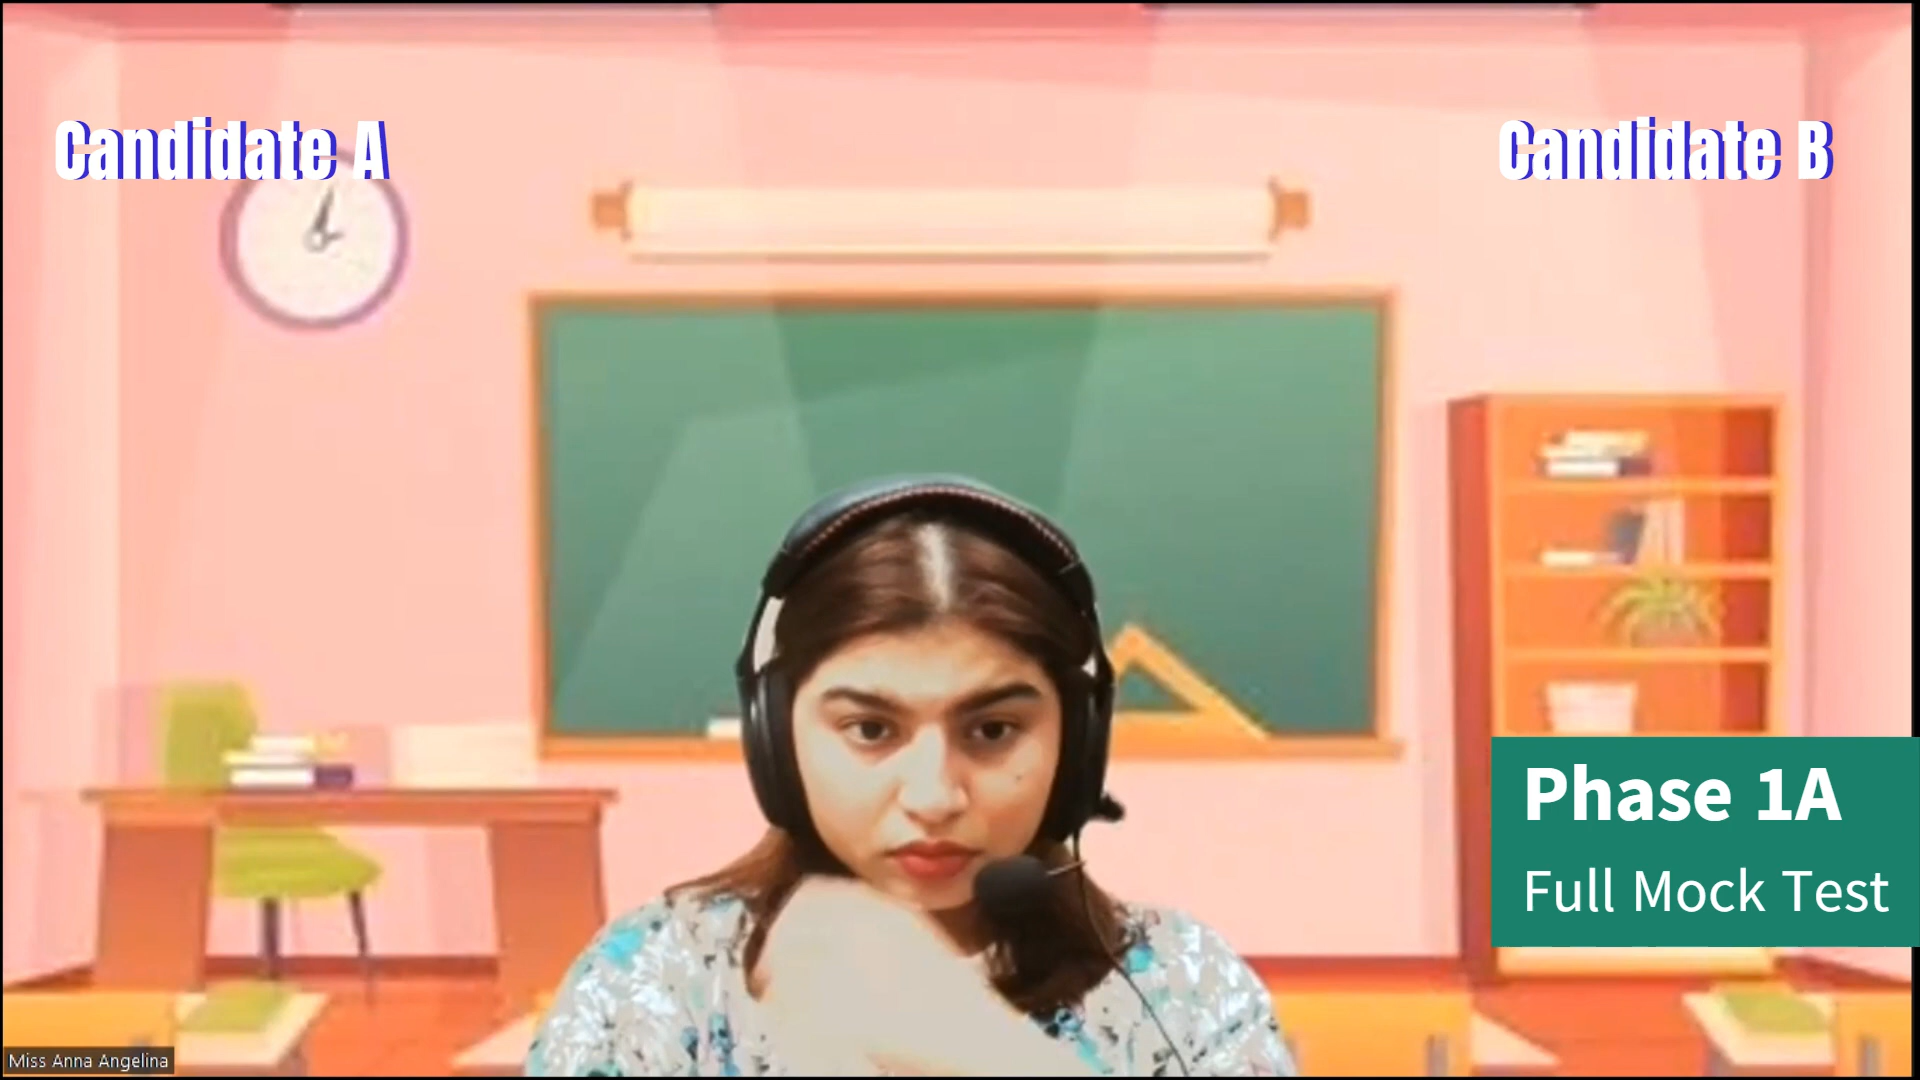 Candidate A
Candidate B
Phase 1A
Full Mock Test
Miss Anna Angelina